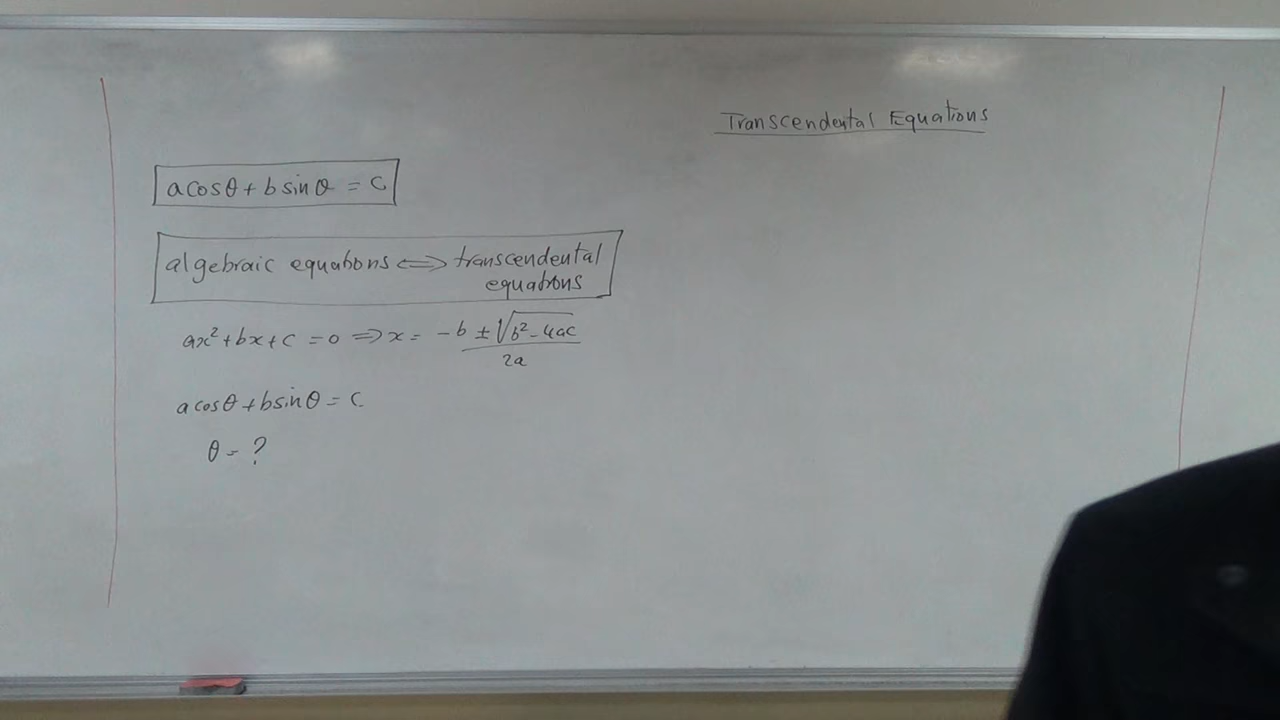 Transcendental Equations
a cosθ + b sinθ = c
algebraic equations ⟺ transcendental
equations
ax² + bx + c = 0 ⟹ x = (-b ± √(b² - 4ac)) / 2a
a cosθ + b sinθ = c
θ = ?